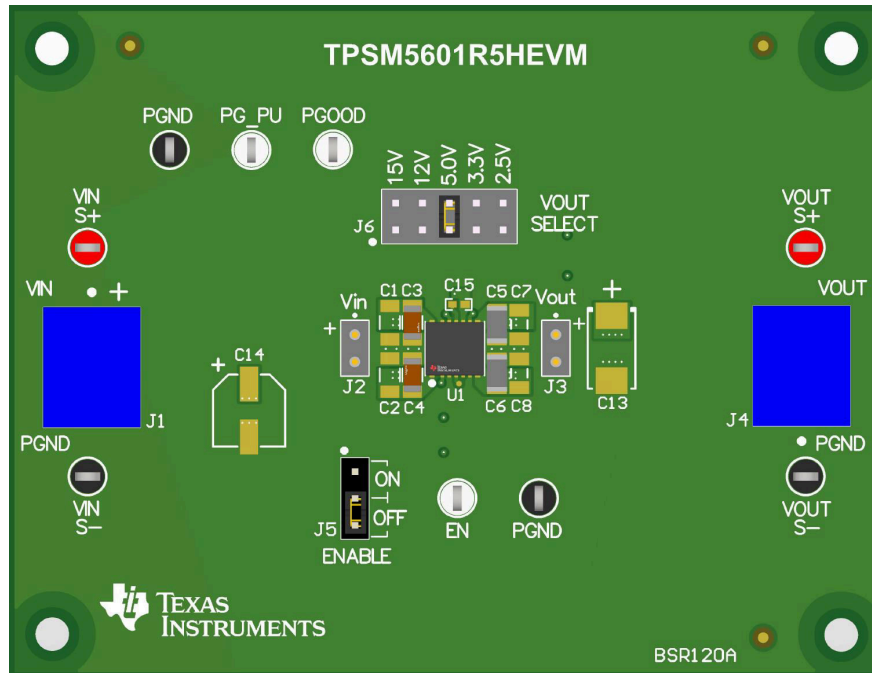 TPSM5601R5HEVM
PGND PG_PU PGOOD
15V
12V
5.0V
3.3V
2.5V
J6
VOUT
SELECT
VIN
S+
VOUT
S+
VIN +
VOUT
J1
J4
C14
+
Vin
+
J2
C1 C3
C15
C5 C7
C2 C4
U1
C6 C8
Vout
+
J3
+
C13
TEXAS
INSTRUMENTS
PGND
VIN
S-
PGND
VOUT
S-
ON
OFF
J5
ENABLE
EN
PGND
TEXAS
INSTRUMENTS
BSR120A